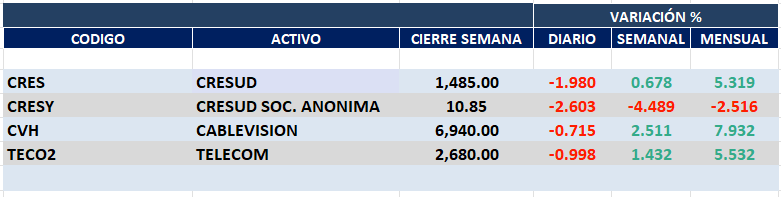 VARIACIÓN %
CODIGO ACTIVO CIERRE SEMANA DIARIO SEMANAL MENSUAL
CRES CRESUD 1,485.00 -1.980 0.678 5.319
CRESY CRESUD SOC. ANONIMA 10.85 -2.603 -4.489 -2.516
CVH CABLEVISION 6,940.00 -0.715 2.511 7.932
TECO2 TELECOM 2,680.00 -0.998 1.432 5.532